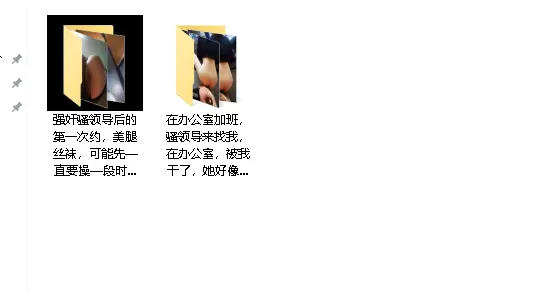 强奸骚领导后的
第一次约，美腿
丝袜，可能先一
直要操一段时...
在办公室加班，
骚领导来找我，
在办公室，被我
干了，她好像...